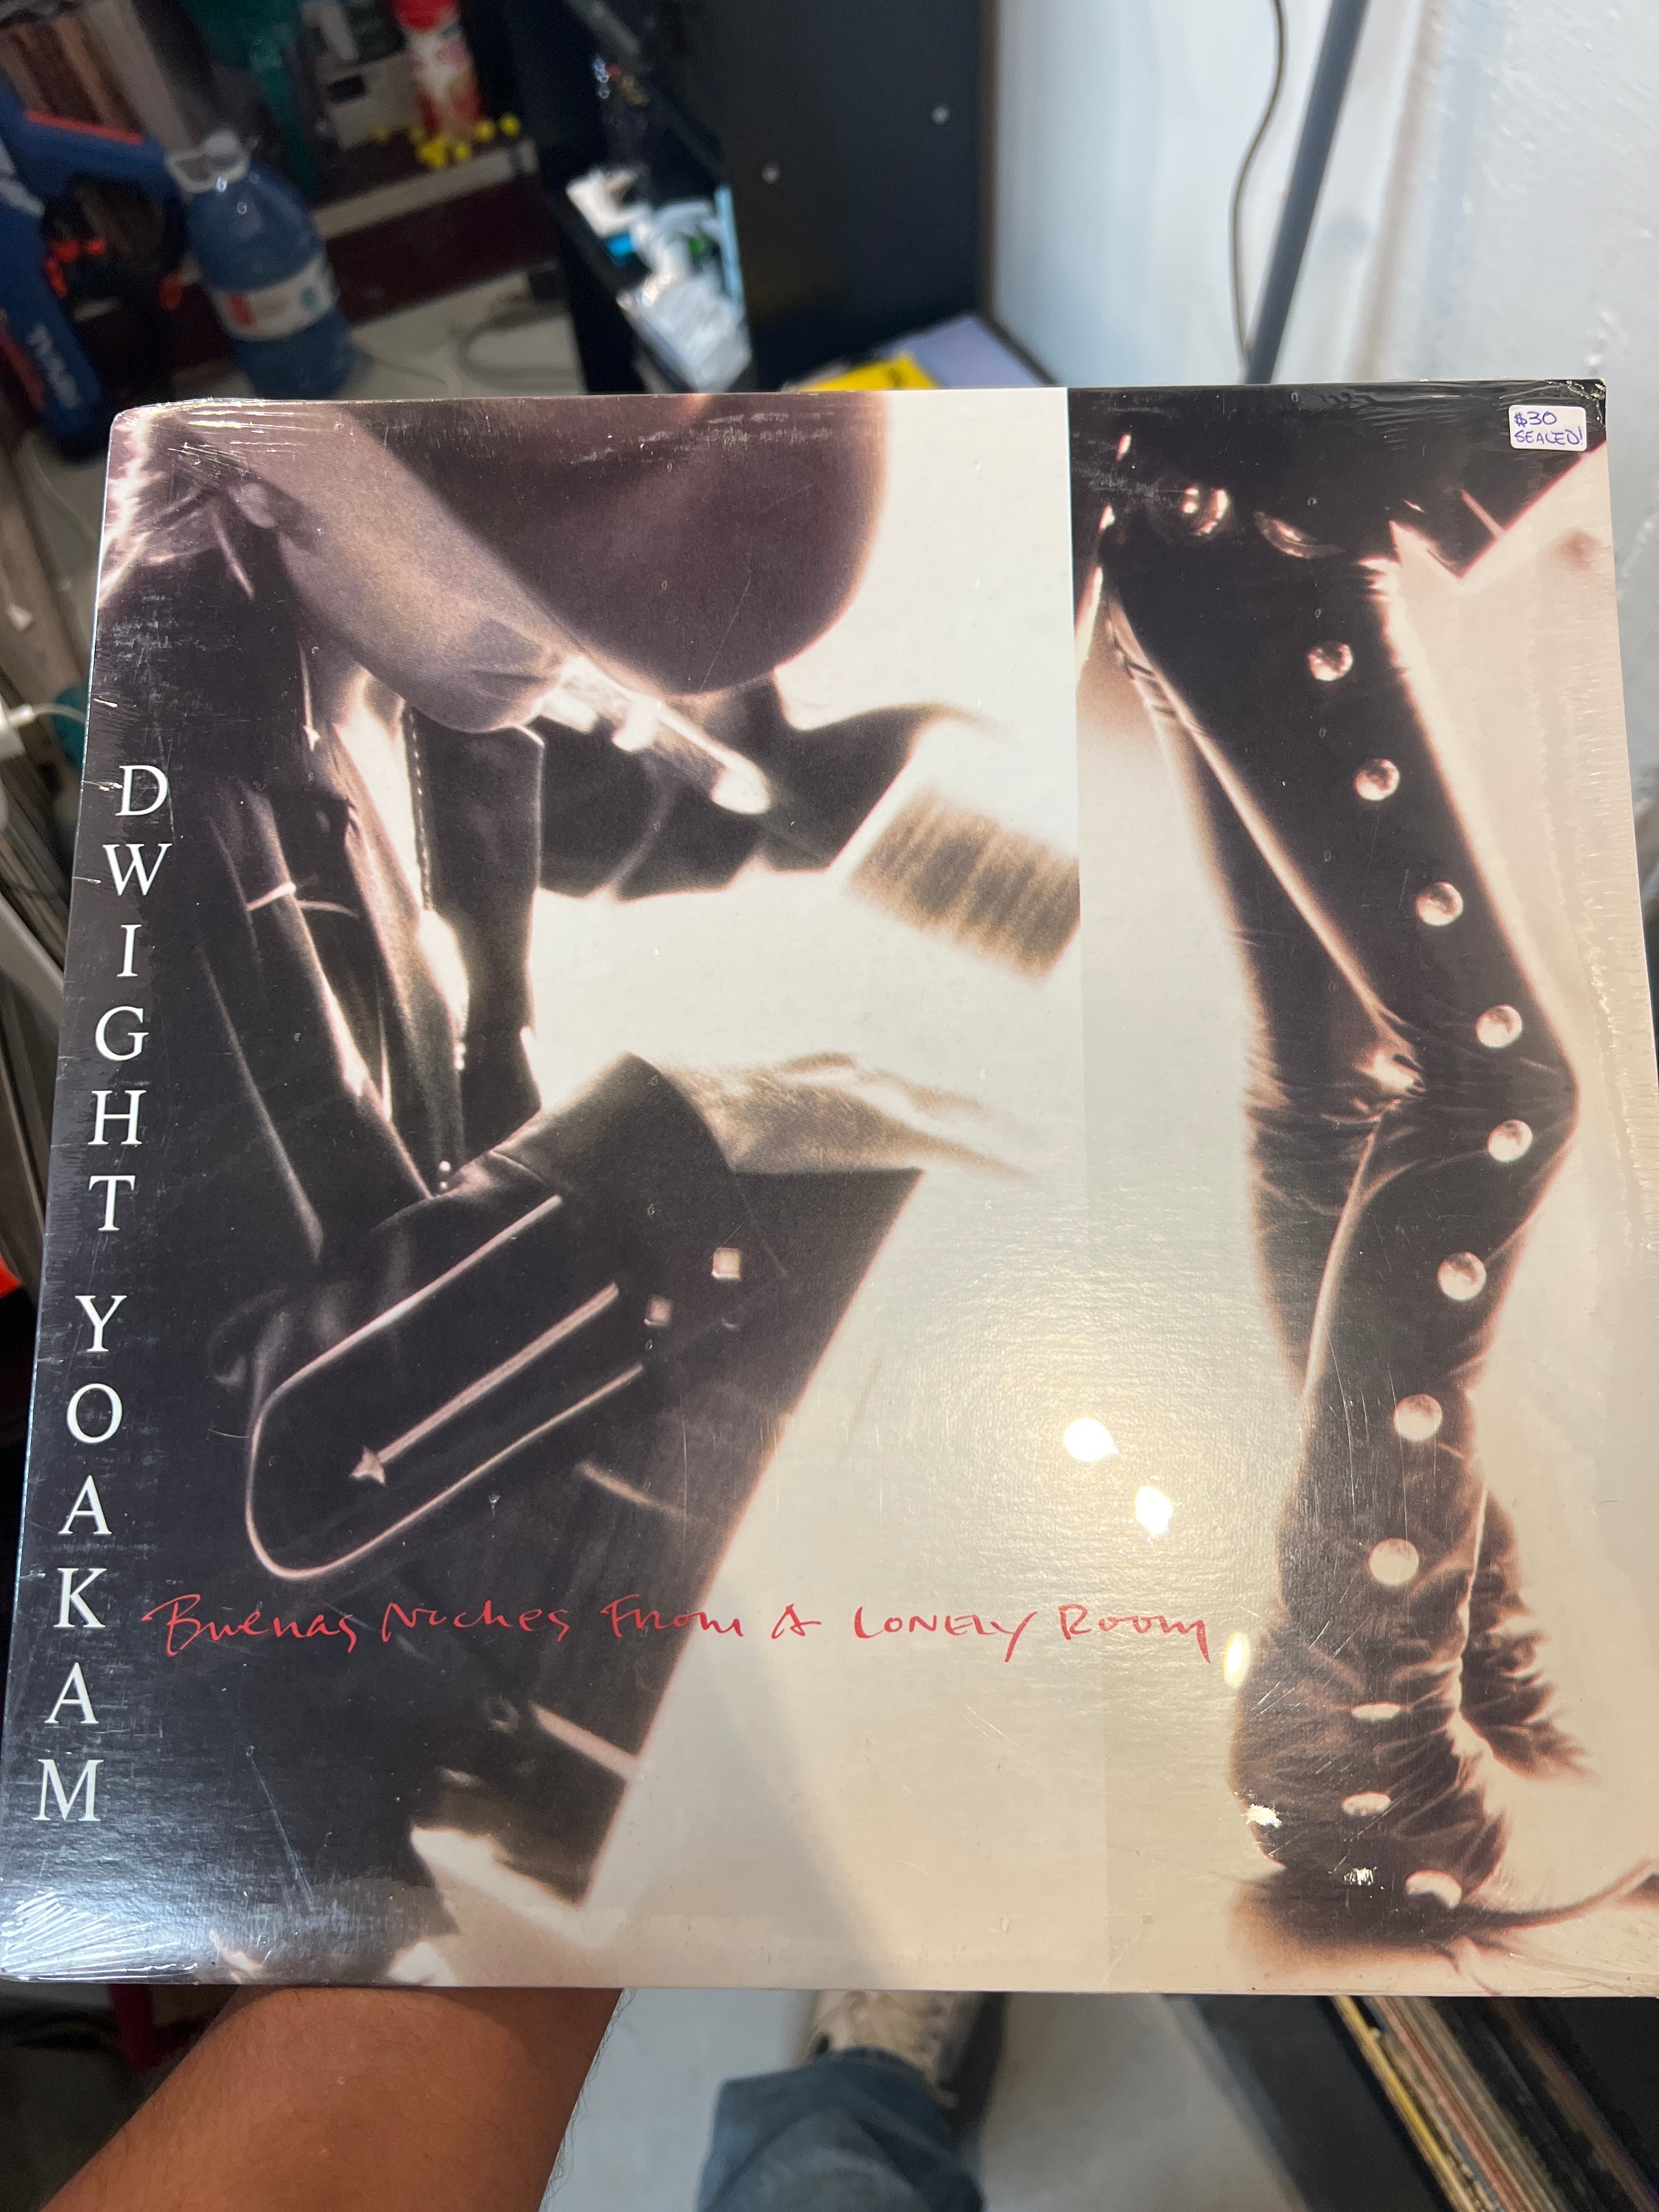 $30
SEALED!
DWIGHT YOAKAM
Buenas Noches From A Lonely Room